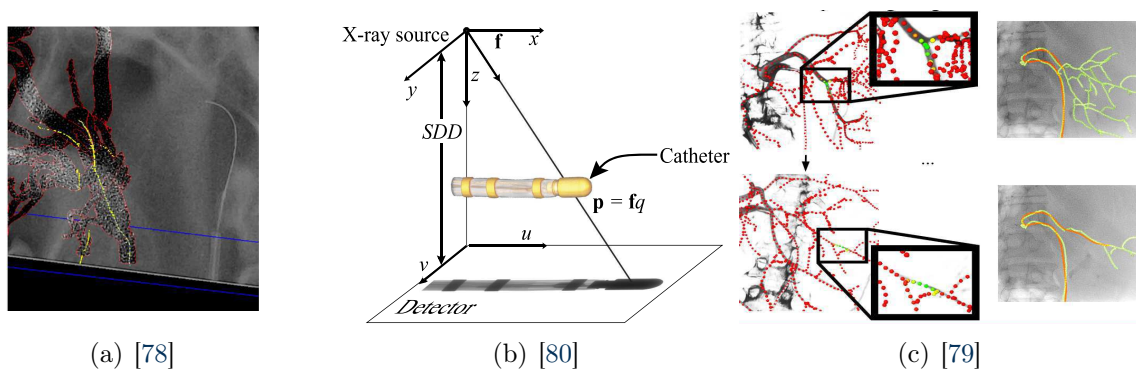 X-ray source
f
x
y
z
SDD
Catheter
p = fq
u
v
Detector
...
(a) [78]
(b) [80]
(c) [79]